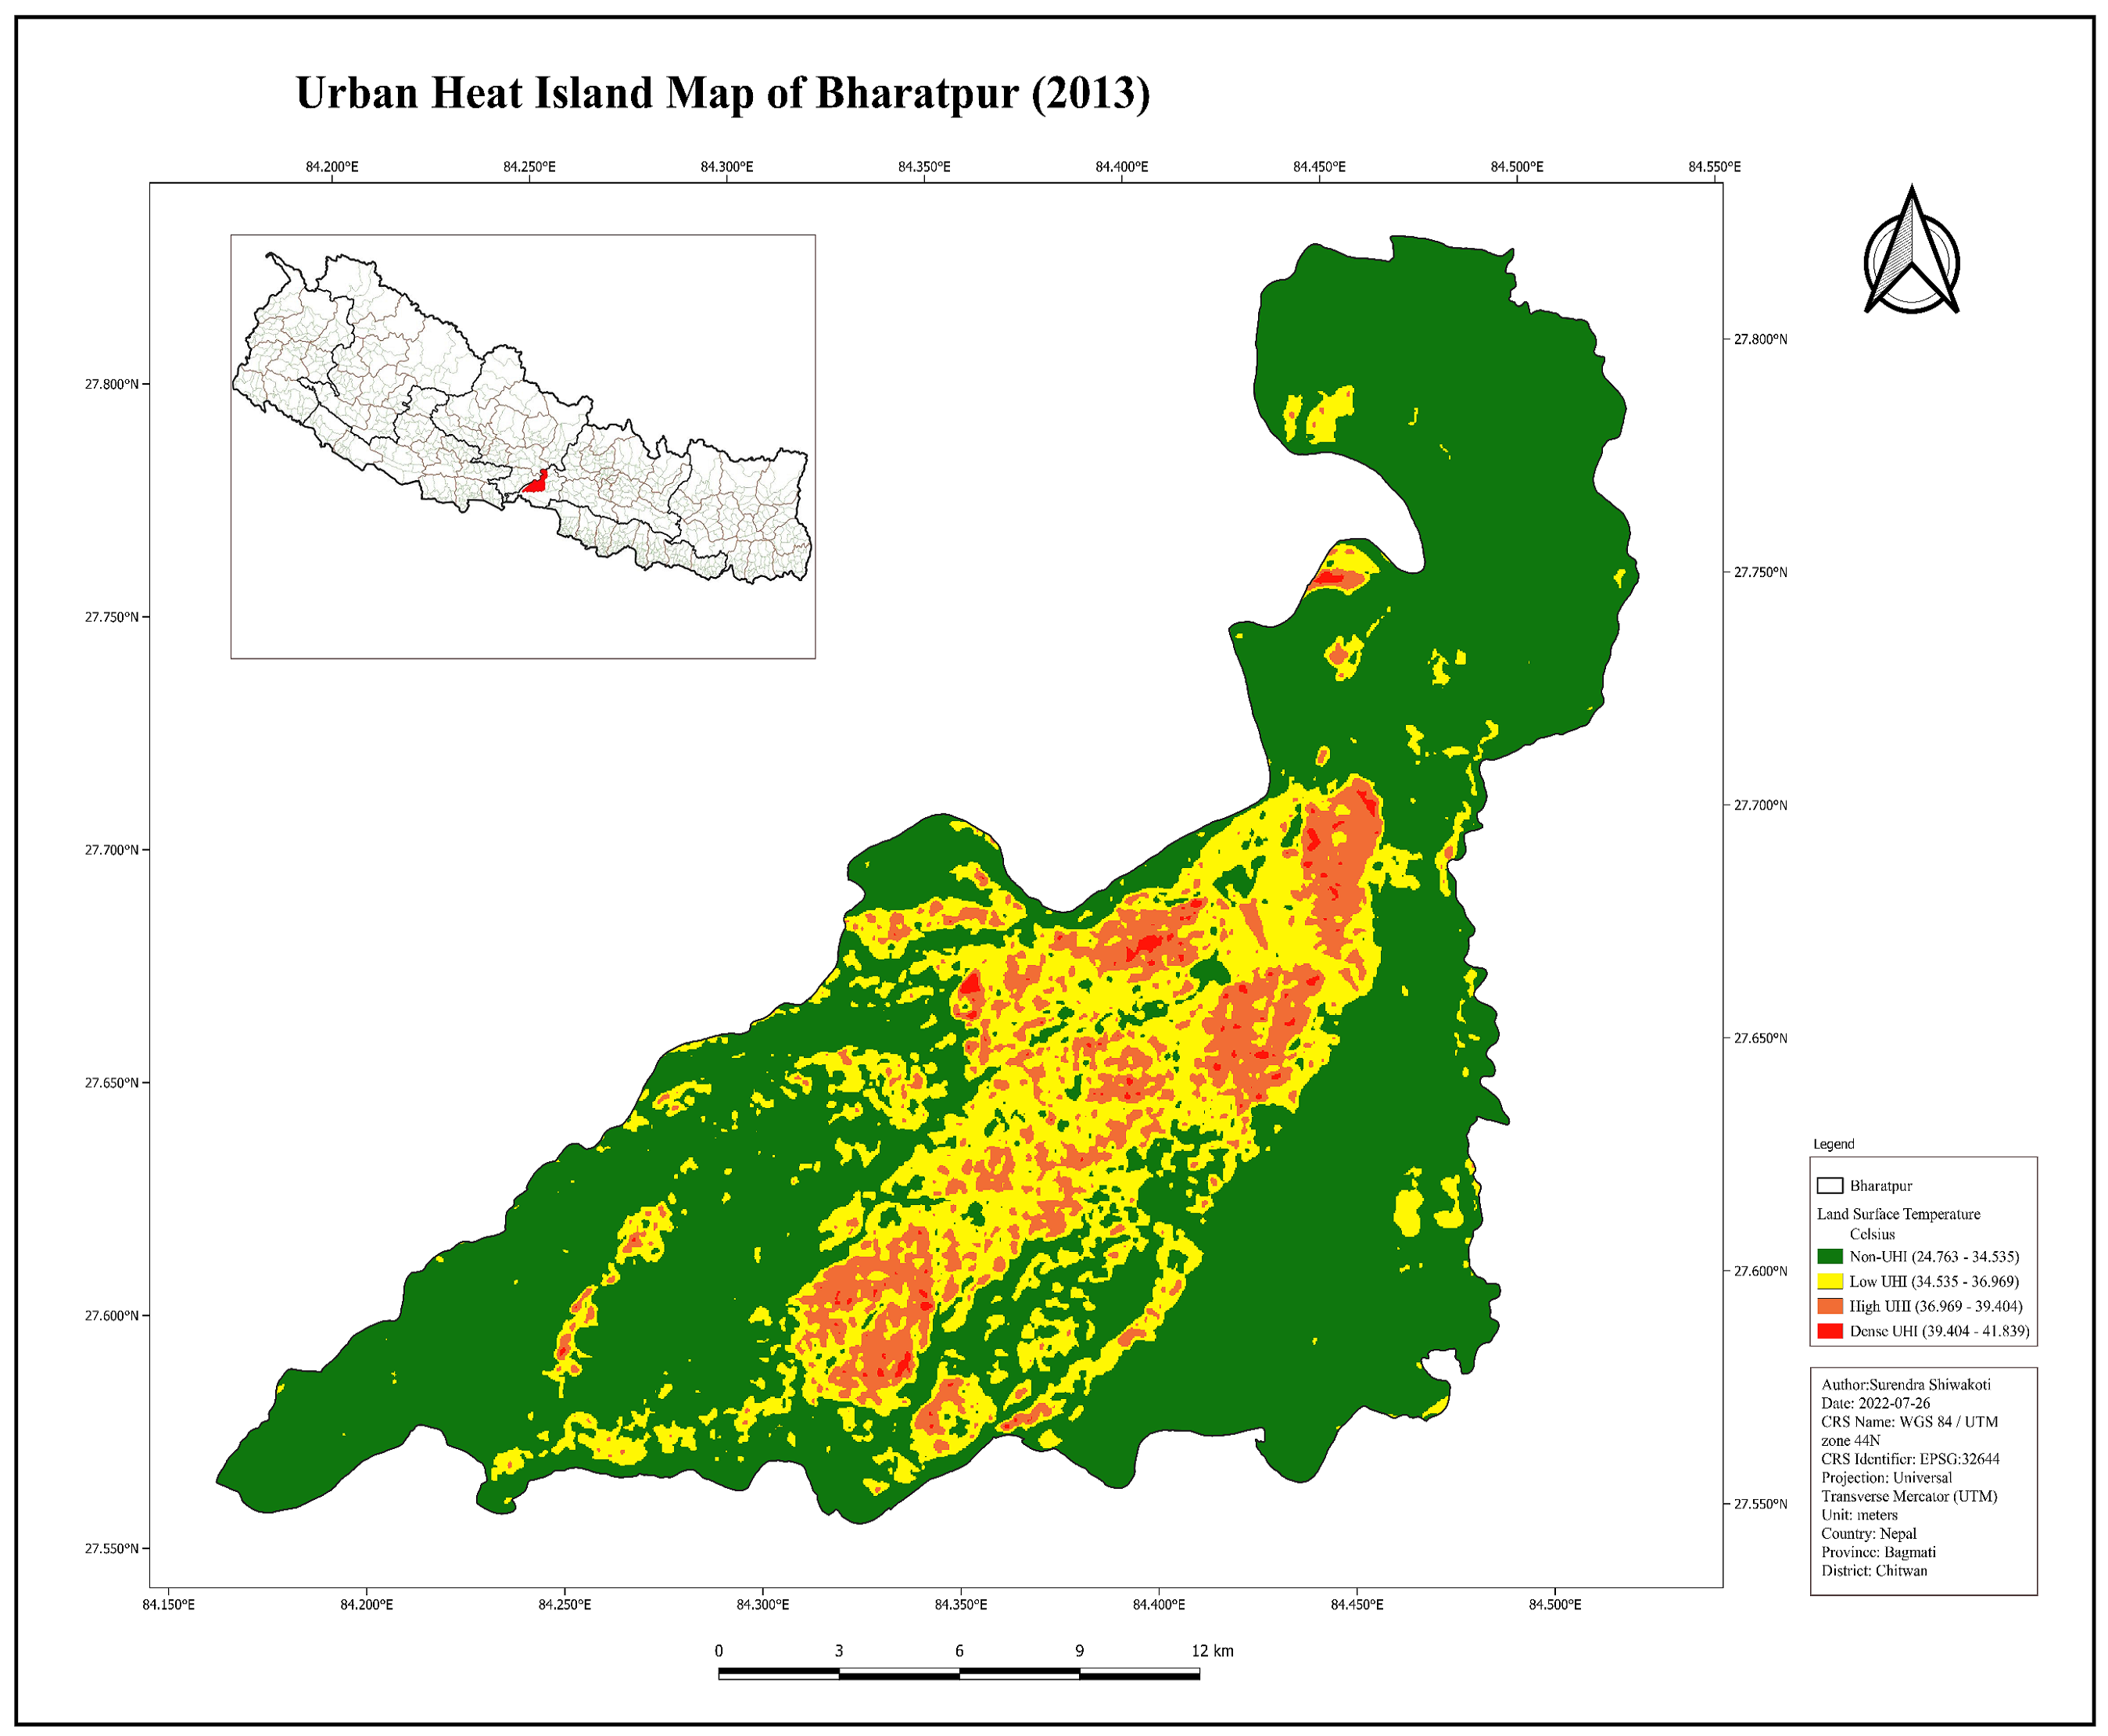 Urban Heat Island Map of Bharatpur (2013)
84.200°E 84.250°E 84.300°E 84.350°E 84.400°E 84.450°E 84.500°E 84.550°E
27.800°N
27.800°N
27.750°N
27.750°N
27.700°N
27.700°N
27.650°N
27.650°N
27.600°N
27.600°N
27.550°N
27.550°N
84.150°E 84.200°E 84.250°E 84.300°E 84.350°E 84.400°E 84.450°E 84.500°E
0 3 6 9 12 km
Legend
Bharatpur
Land Surface Temperature
Celsius
Non-UHI (24.763 - 34.535)
Low UHI (34.535 - 36.969)
High UHI (36.969 - 39.404)
Dense UHI (39.404 - 41.839)
Author:Surendra Shiwakoti
Date: 2022-07-26
CRS Name: WGS 84 / UTM
zone 44N
CRS Identifier: EPSG:32644
Projection: Universal
Transverse Mercator (UTM)
Unit: meters
Country: Nepal
Province: Bagmati
District: Chitwan